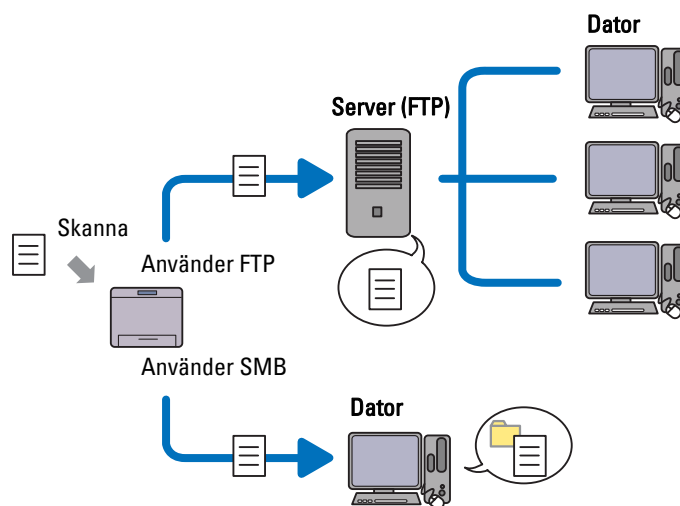 Dator
Server (FTP)
Skanna
Använder FTP
Använder SMB
Dator